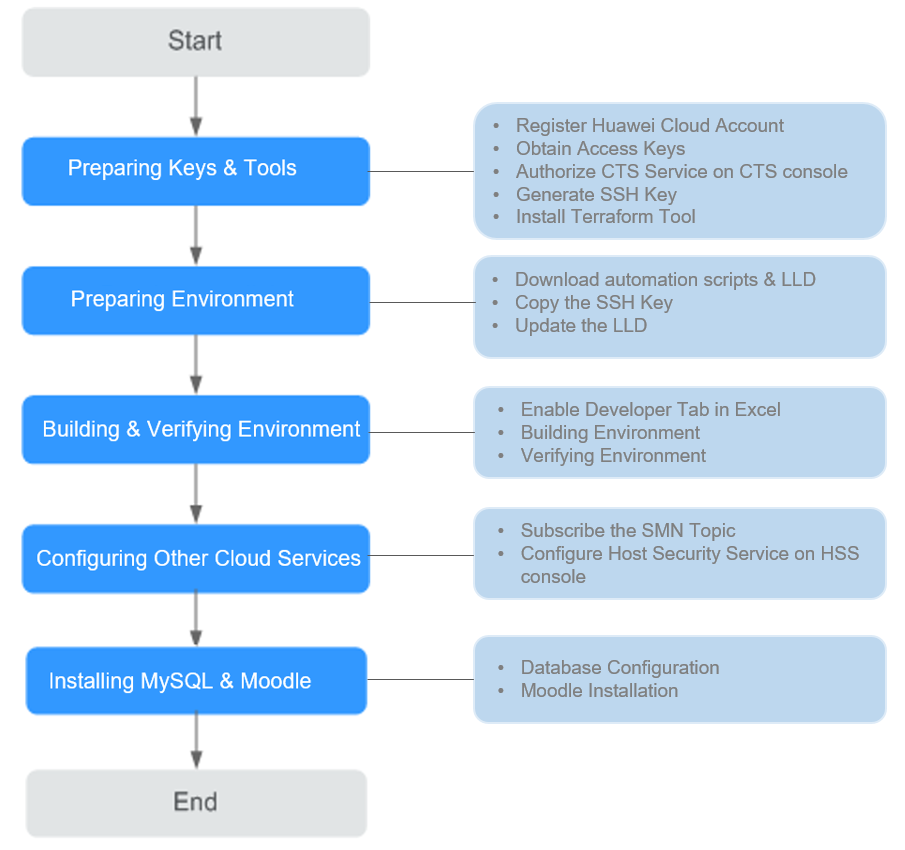 Start
Preparing Keys & Tools
• Register Huawei Cloud Account
• Obtain Access Keys
• Authorize CTS Service on CTS console
• Generate SSH Key
• Install Terraform Tool
Preparing Environment
• Download automation scripts & LLD
• Copy the SSH Key
• Update the LLD
Building & Verifying Environment
• Enable Developer Tab in Excel
• Building Environment
• Verifying Environment
Configuring Other Cloud Services
• Subscribe the SMN Topic
• Configure Host Security Service on HSS
console
Installing MySQL & Moodle
• Database Configuration
• Moodle Installation
End